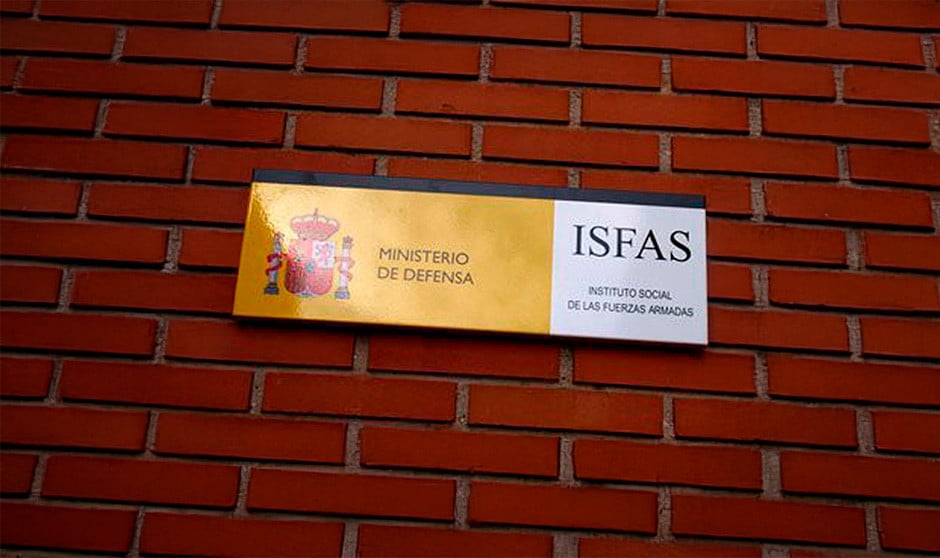 MINISTERIO
DE DEFENSA
ISFAS
INSTITUTO SOCIAL
DE LAS FUERZAS ARMADAS